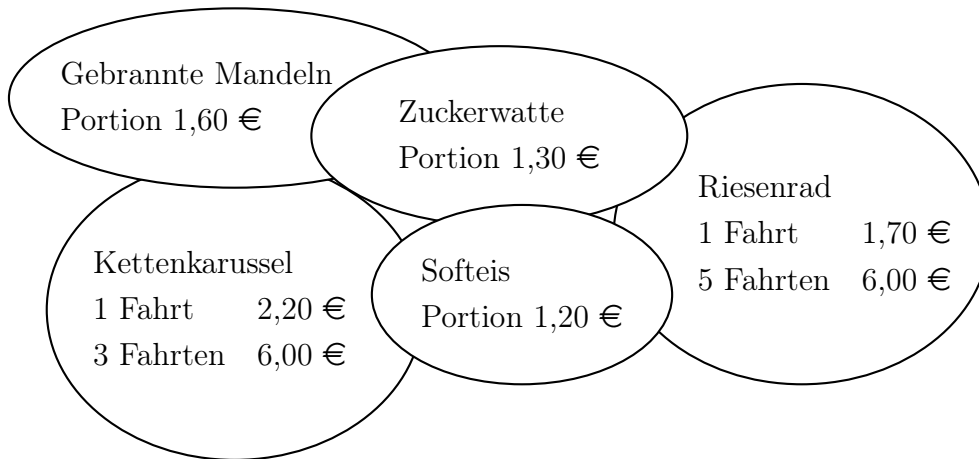 Gebrannte Mandeln
Portion 1,60 €
Zuckerwatte
Portion 1,30 €
Riesenrad
1 Fahrt 1,70 €
5 Fahrten 6,00 €
Kettenkarussel
1 Fahrt 2,20 €
3 Fahrten 6,00 €
Softeis
Portion 1,20 €